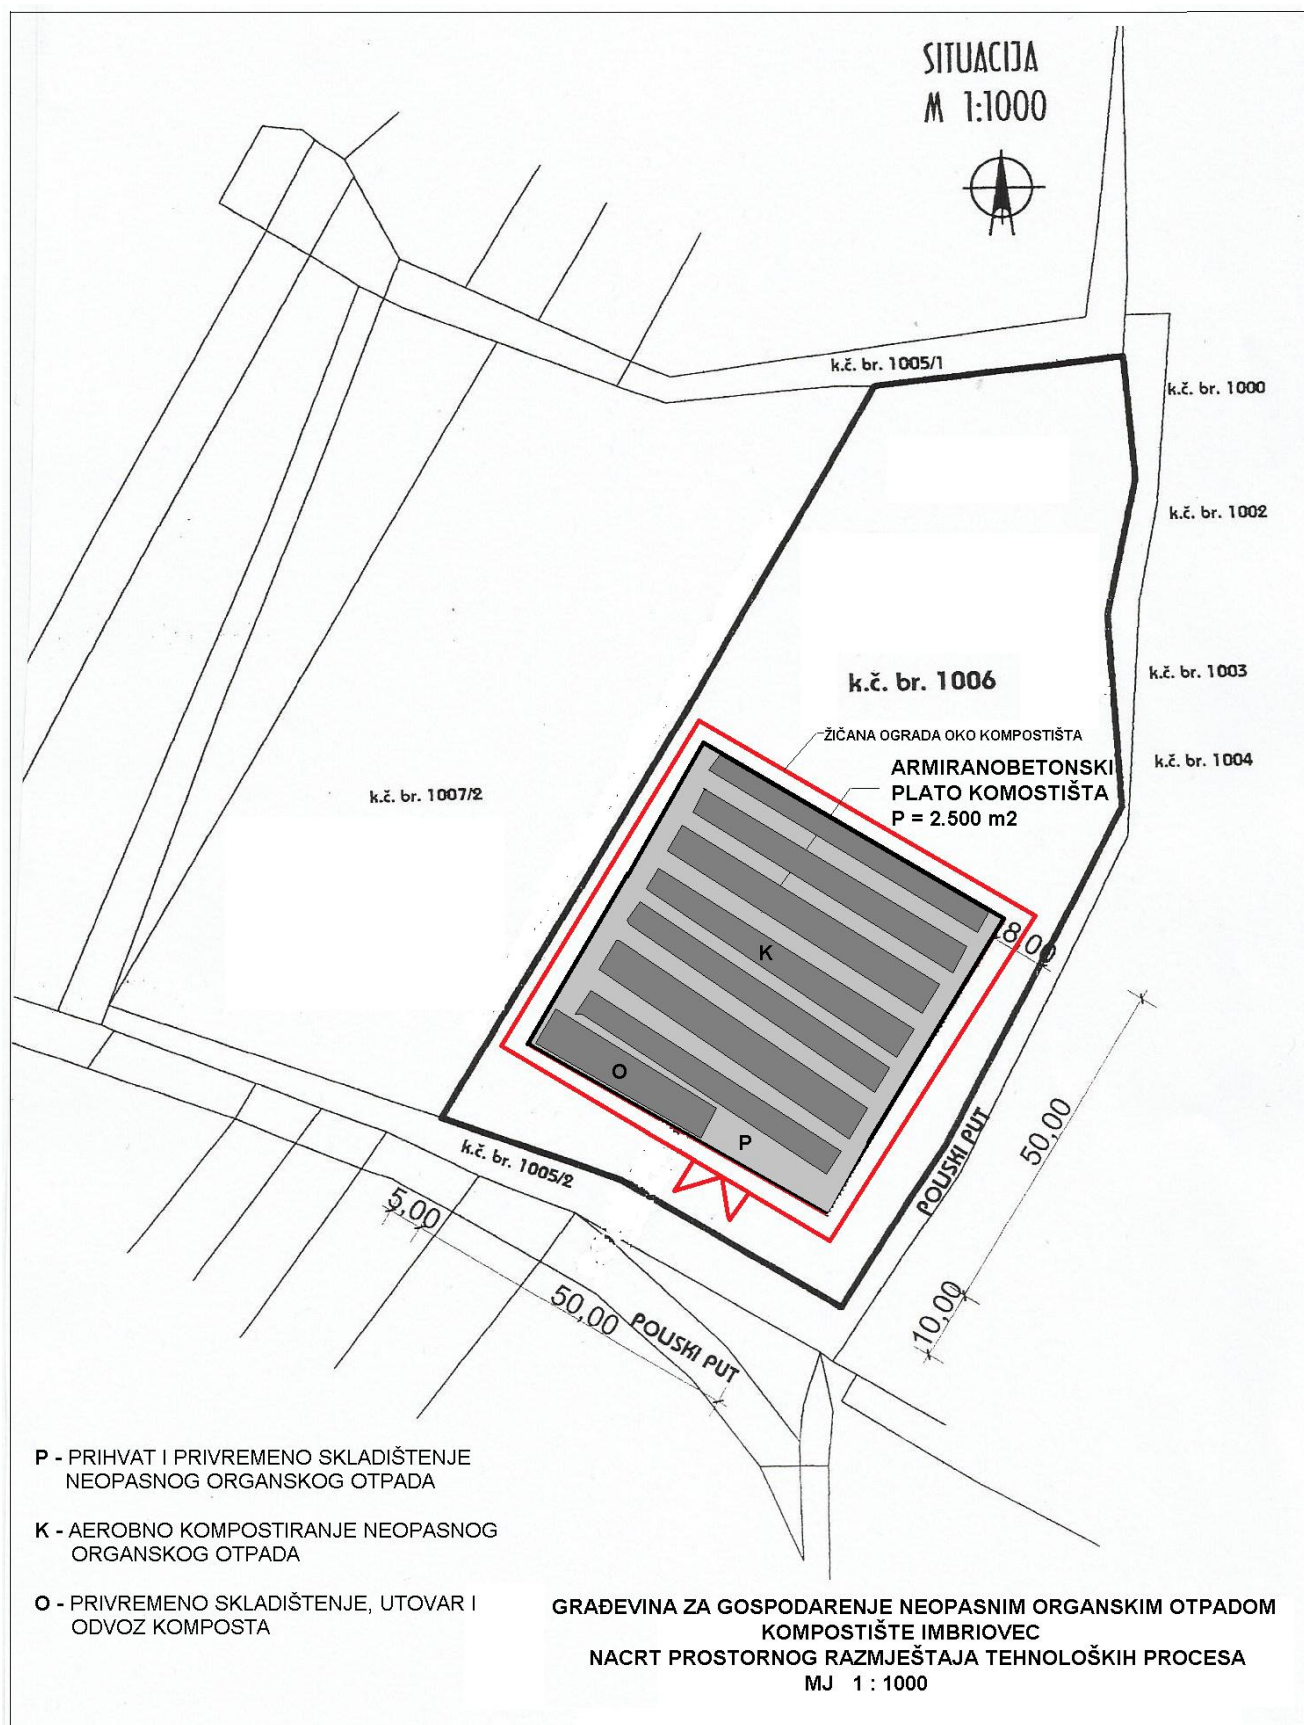 SITUACIJA
M 1:1000
k.č. br. 1005/1
k.č. br. 1000
k.č. br. 1002
k.č. br. 1006
k.č. br. 1003
ŽIČANA OGRADA OKO KOMPOSTIŠTA
k.č. br. 1004
ARMIRANOBETONSKI
PLATO KOMOSTIŠTA
P = 2.500 m2
k.č. br. 1007/2
K
8,00
O
P
50,00
POLJSKI PUT
k.č. br. 1005/2
5,00
10,00
50,00
POLJSKI PUT
P - PRIHVAT I PRIVREMENO SKLADIŠTENJE
NEOPASNOG ORGANSKOG OTPADA
K - AEROBNO KOMPOSTIRANJE NEOPASNOG
ORGANSKOG OTPADA
O - PRIVREMENO SKLADIŠTENJE, UTOVAR I
ODVOZ KOMPOSTA
GRAĐEVINA ZA GOSPODARENJE NEOPASNIM ORGANSKIM OTPADOM
KOMPOSTIŠTE IMBRIOVEC
NACRT PROSTORNOG RAZMJEŠTAJA TEHNOLOŠKIH PROCESA
MJ 1 : 1000